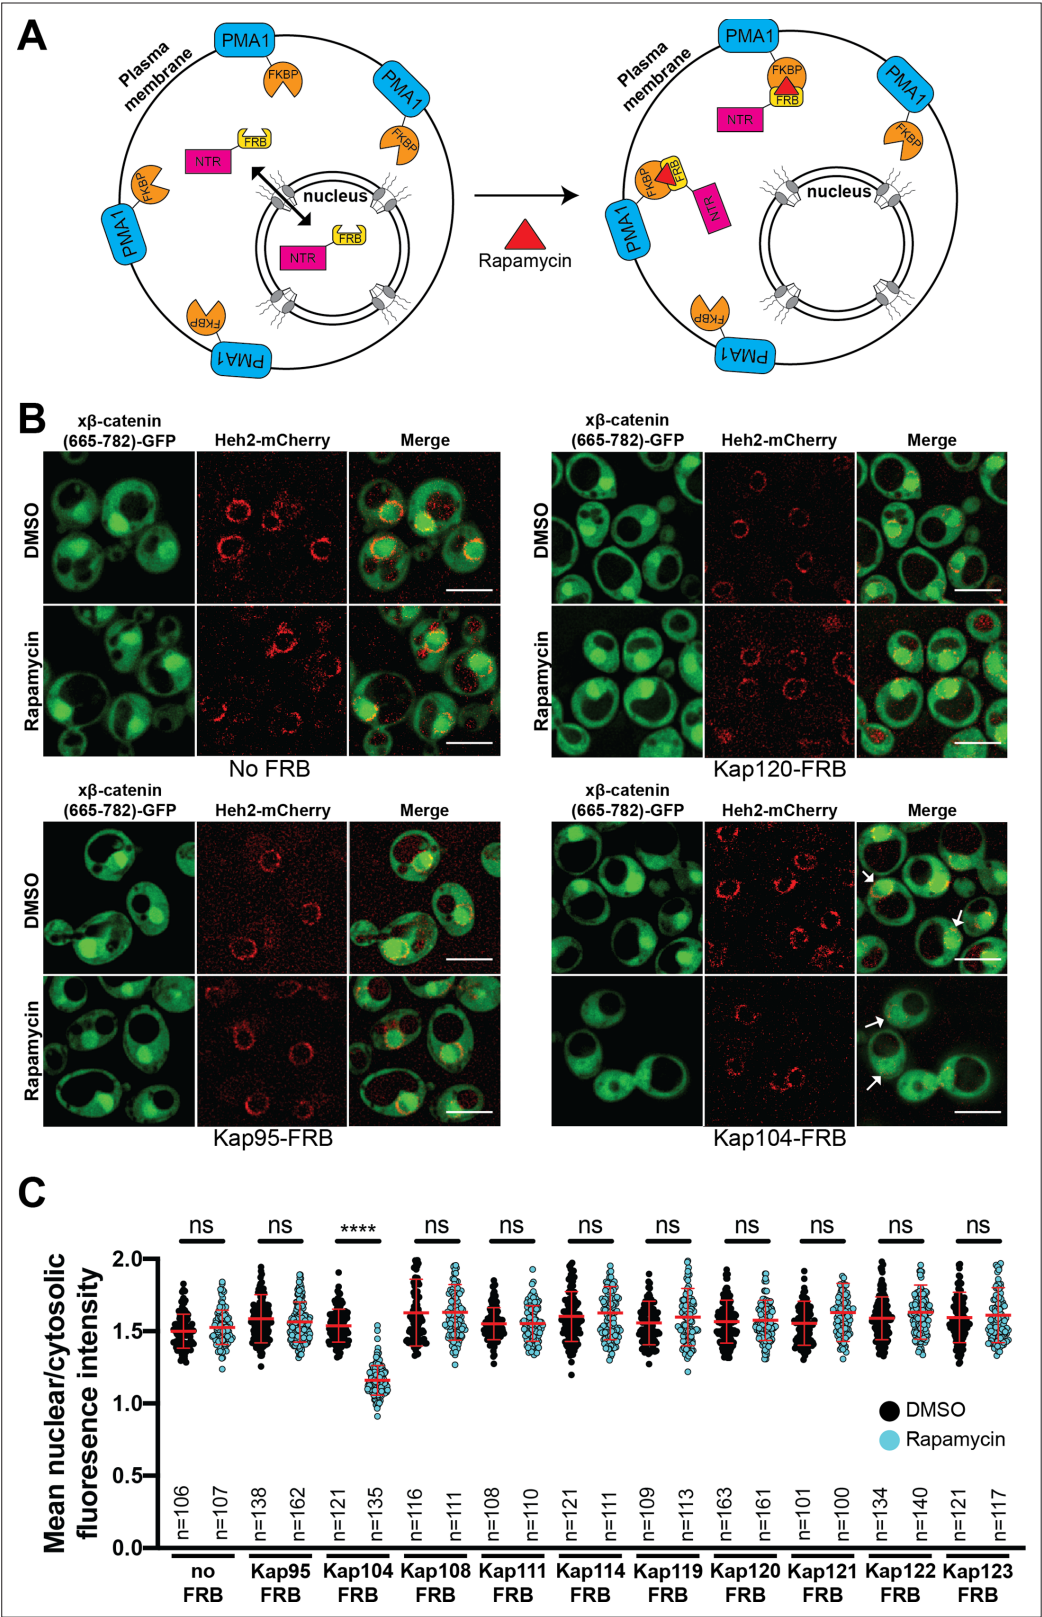 A
Plasma
membrane
PMA1
FKBP
PMA1
FKBP
FRB
NTR
FKBP
PMA1
nucleus
FRB
NTR
FKBP
PMA1
Rapamycin
Plasma
membrane
PMA1
FKBP
FRB
NTR
PMA1
FKBP
FKBP
FRB
NTR
PMA1
nucleus
FKBP
PMA1
B
xβ-catenin
(665-782)-GFP
Heh2-mCherry
Merge
DMSO
Rapamycin
No FRB
xβ-catenin
(665-782)-GFP
Heh2-mCherry
Merge
DMSO
Rapamycin
Kap120-FRB
xβ-catenin
(665-782)-GFP
Heh2-mCherry
Merge
DMSO
Rapamycin
Kap95-FRB
xβ-catenin
(665-782)-GFP
Heh2-mCherry
Merge
Kap104-FRB
C
Mean nuclear/cytosolic
fluoresence intensity
ns ns **** ns ns ns ns ns ns ns ns
2.0
1.5
1.0
0.5
0.0
DMSO
Rapamycin
n=106 n=107 n=138 n=162 n=121 n=135 n=116 n=111 n=108 n=110 n=121 n=111 n=109 n=113 n=163 n=161 n=101 n=100 n=134 n=140 n=121 n=117
no Kap95 Kap104 Kap108 Kap111 Kap114 Kap119 Kap120 Kap121 Kap122 Kap123
FRB FRB FRB FRB FRB FRB FRB FRB FRB FRB FRB